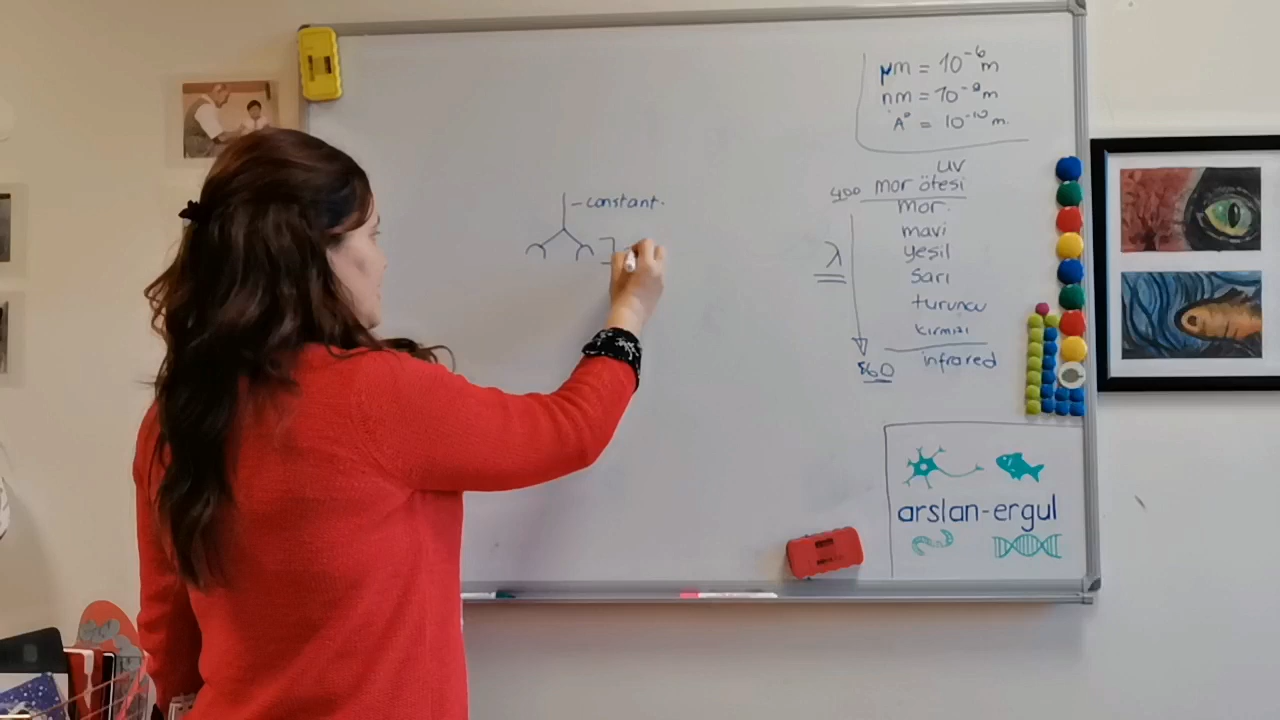 μm = 10⁻⁶ m
nm = 10⁻⁹ m
A° = 10⁻¹⁰ m.
uv
400 mor ötesi
mor.
mavi
yeşil
λ
sarı
turuncu
kırmızı
infrared
constant.
arslan-ergul